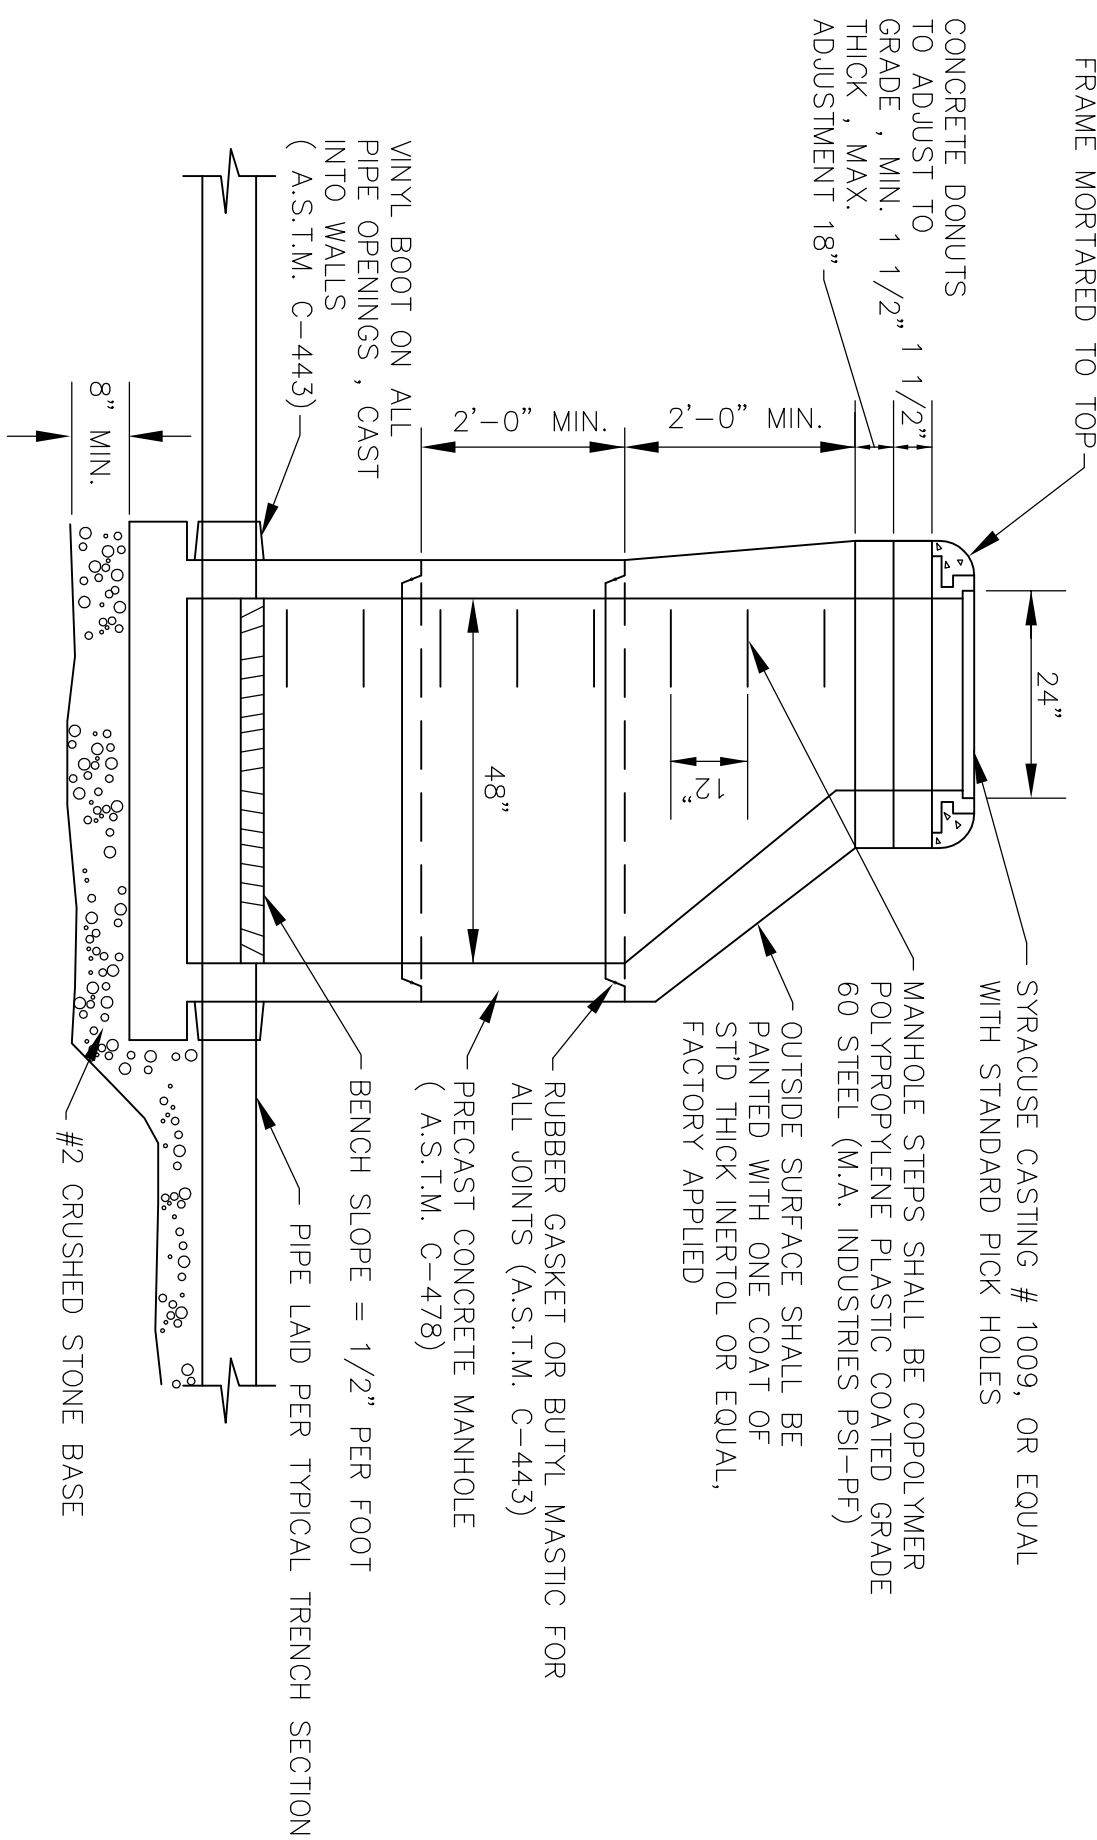 FRAME MORTARED TO TOP
CONCRETE DONUTS
TO ADJUST TO
GRADE , MIN. 1 1/2"
THICK , MAX.
ADJUSTMENT 18"
1 1/2"
2'-0" MIN.
2'-0" MIN.
VINYL BOOT ON ALL
PIPE OPENINGS , CAST
INTO WALLS
( A.S.T.M. C-443)
8" MIN.
24"
12"
48"
SYRACUSE CASTING # 1009, OR EQUAL
WITH STANDARD PICK HOLES
MANHOLE STEPS SHALL BE COPOLYMER
POLYPROPYLENE PLASTIC COATED GRADE
60 STEEL (M.A. INDUSTRIES PSI-PF)
OUTSIDE SURFACE SHALL BE
PAINTED WITH ONE COAT OF
ST'D THICK INERTOL OR EQUAL,
FACTORY APPLIED
RUBBER GASKET OR BUTYL MASTIC FOR
ALL JOINTS (A.S.T.M. C-443)
PRECAST CONCRETE MANHOLE
( A.S.T.M. C-478)
BENCH SLOPE = 1/2" PER FOOT
PIPE LAID PER TYPICAL TRENCH SECTION
#2 CRUSHED STONE BASE